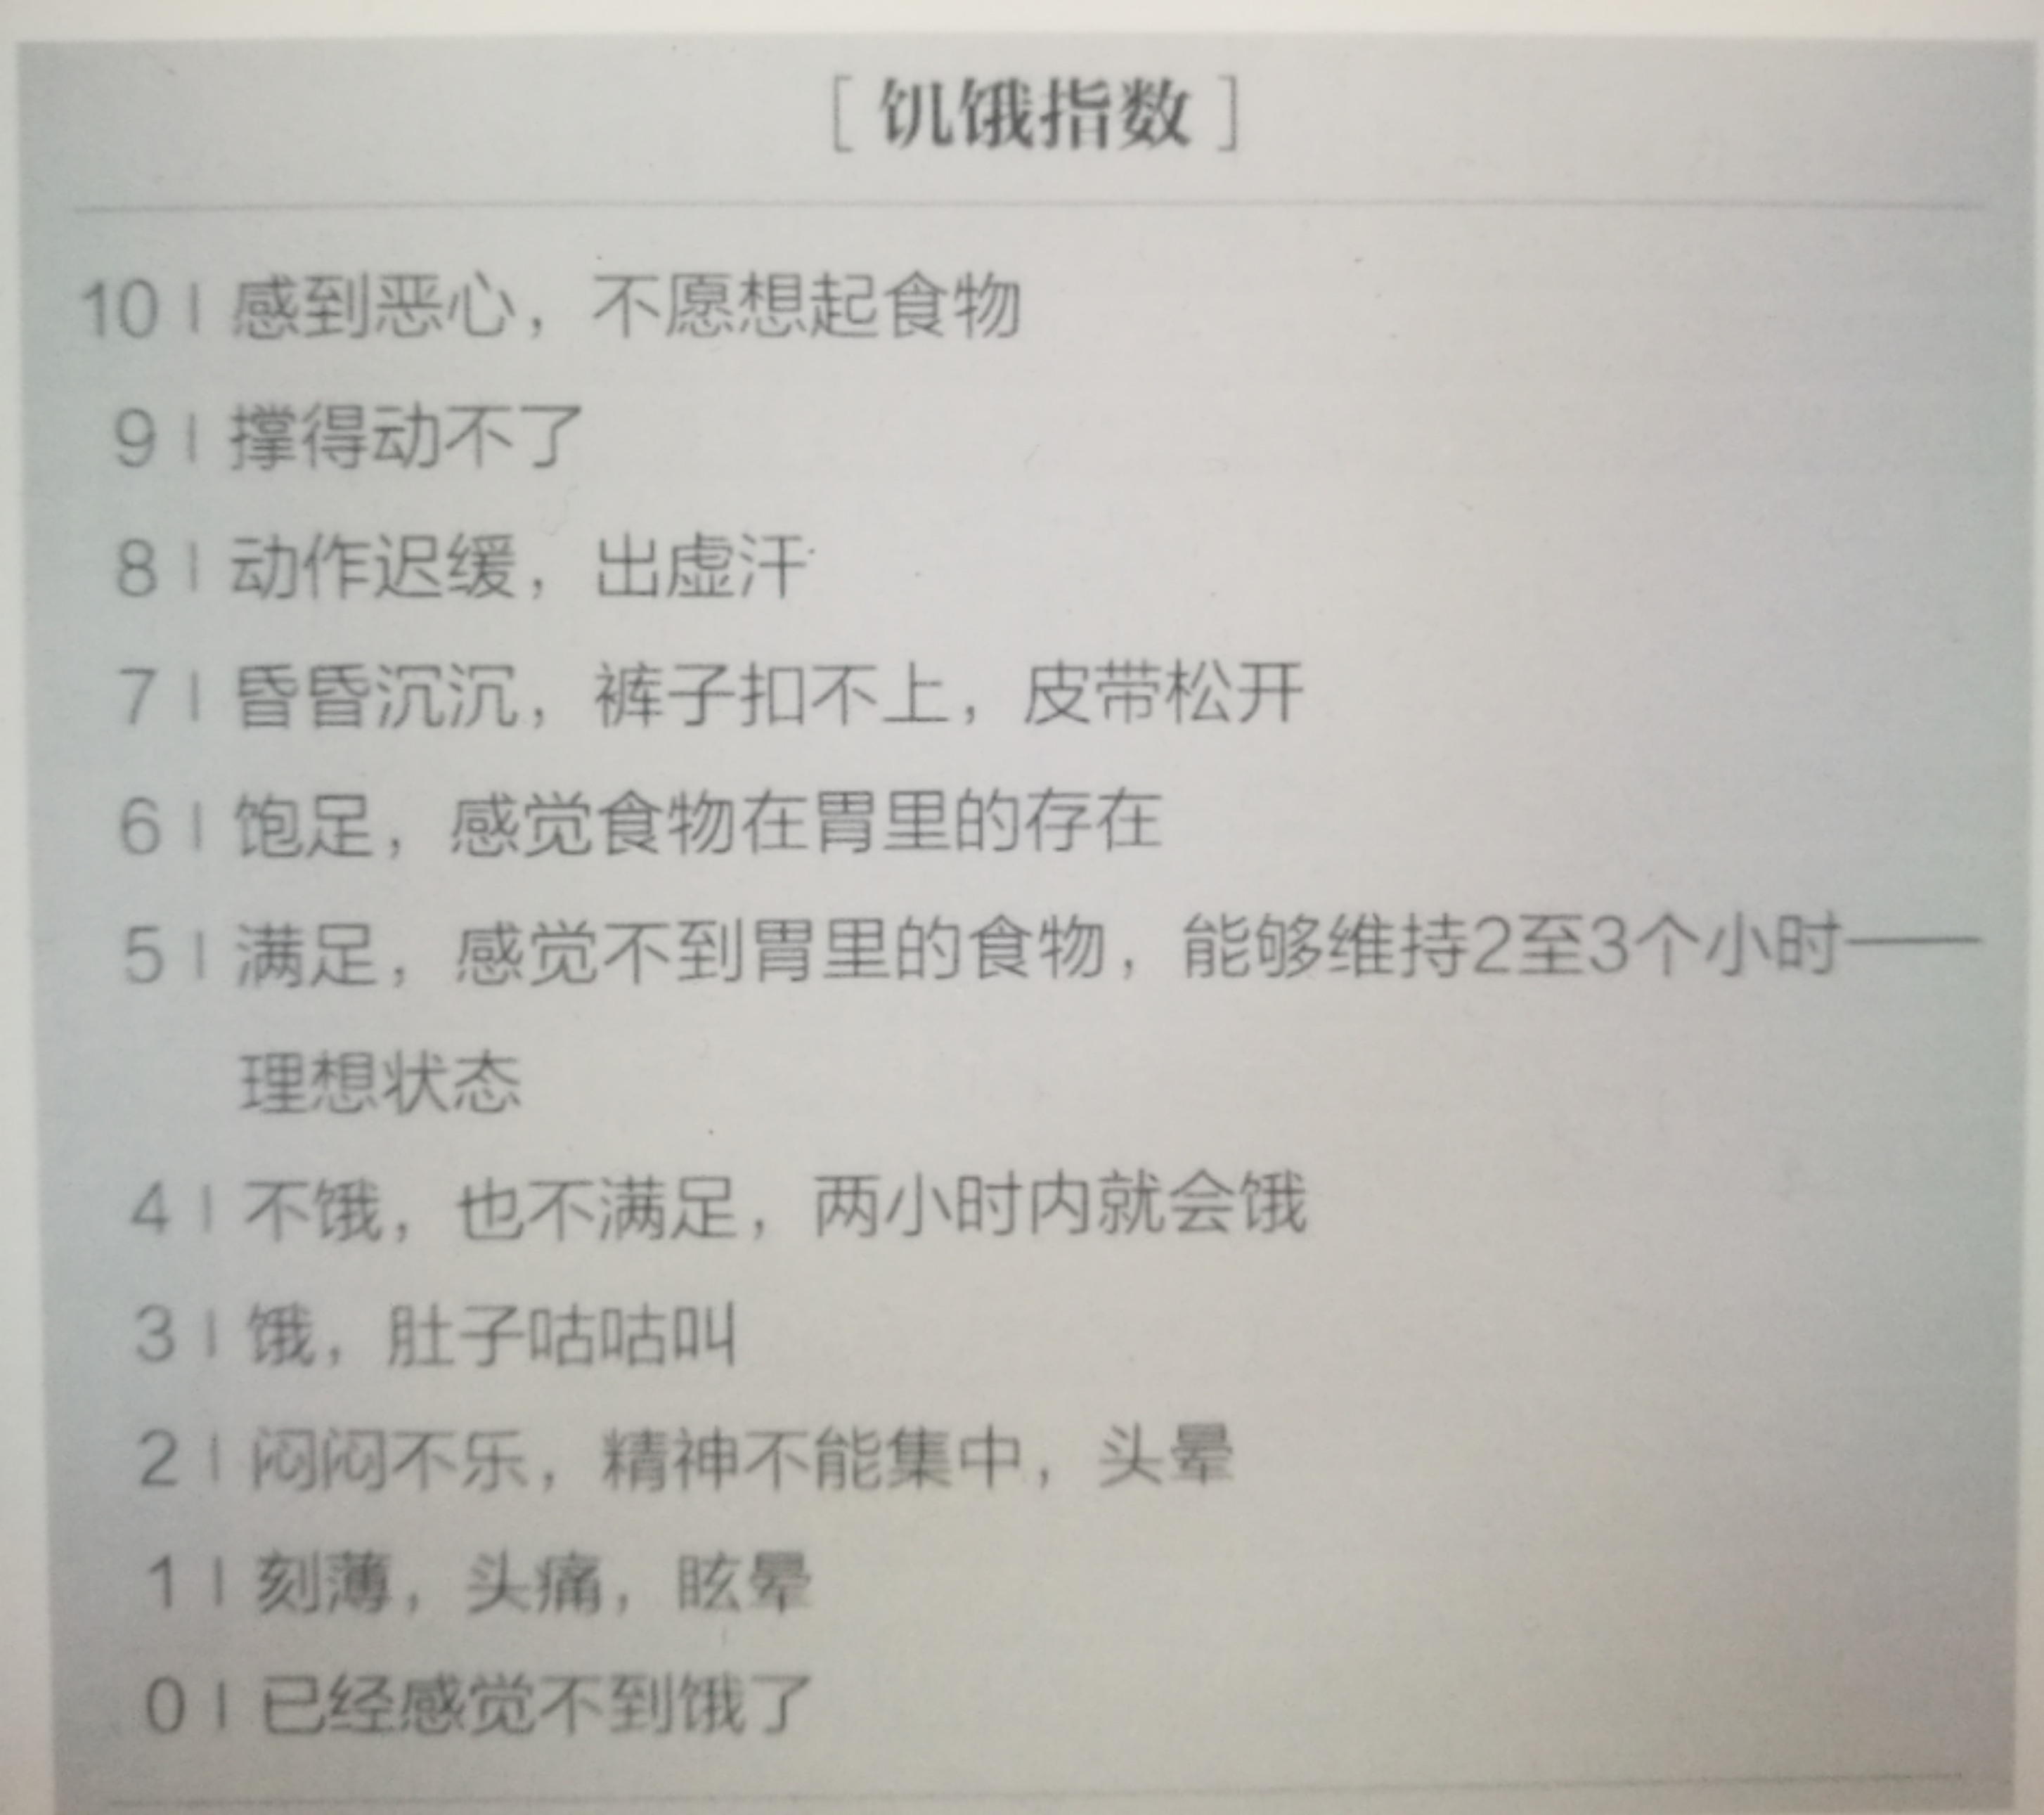 [ 饥饿指数 ]
10 | 感到恶心，不愿想起食物
9 | 撑得动不了
8 | 动作迟缓，出虚汗
7 | 昏昏沉沉，裤子扣不上，皮带松开
6 | 饱足，感觉食物在胃里的存在
5 | 满足，感觉不到胃里的食物，能够维持2至3个小时——
理想状态
4 | 不饿，也不满足，两小时内就会饿
3 | 饿，肚子咕咕叫
2 | 闷闷不乐，精神不能集中，头晕
1 | 刻薄，头痛，眩晕
0 | 已经感觉不到饿了